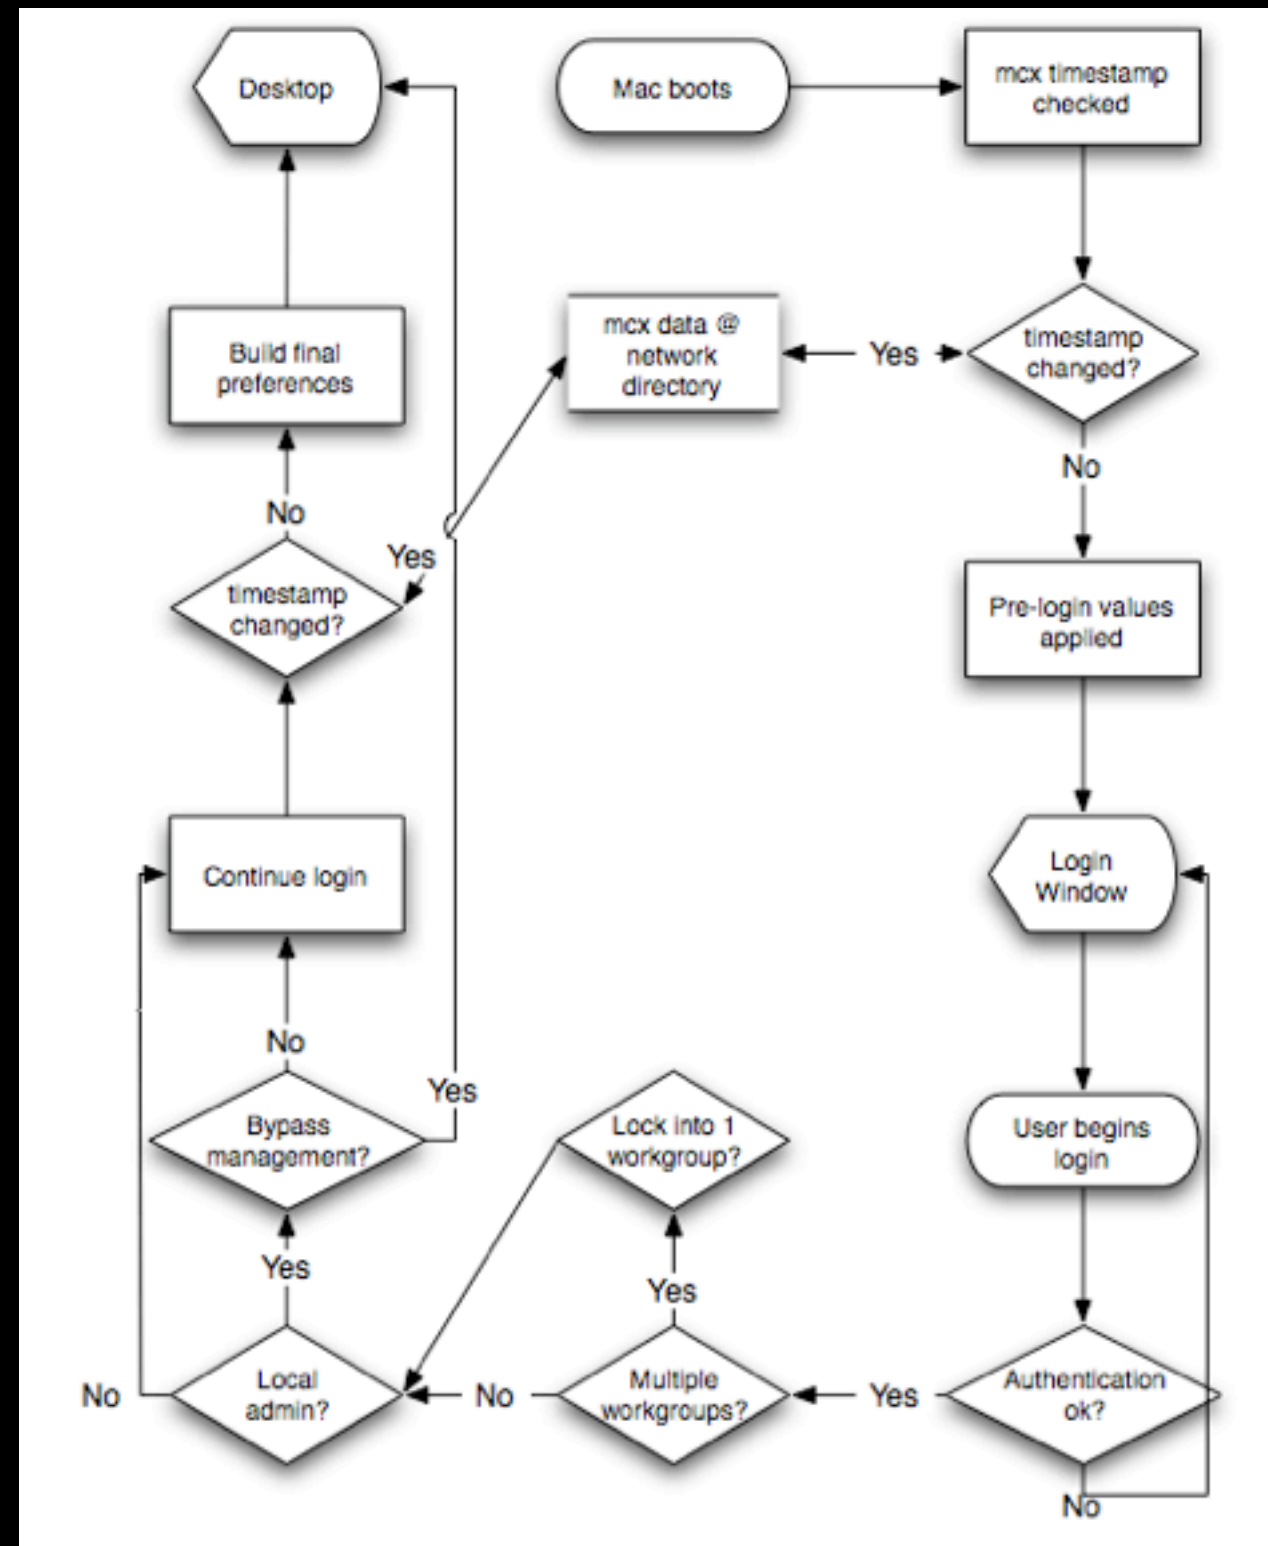 Desktop
Mac boots
mcx timestamp
checked
Build final
preferences
mcx data @
network
directory
Yes
timestamp
changed?
No
No
Yes
timestamp
changed?
Pre-login values
applied
Continue login
Login
Window
No
Yes
Bypass
management?
Lock into 1
workgroup?
User begins
login
Yes
Yes
No
Local
admin?
No
Multiple
workgroups?
Yes
Authentication
ok?
No